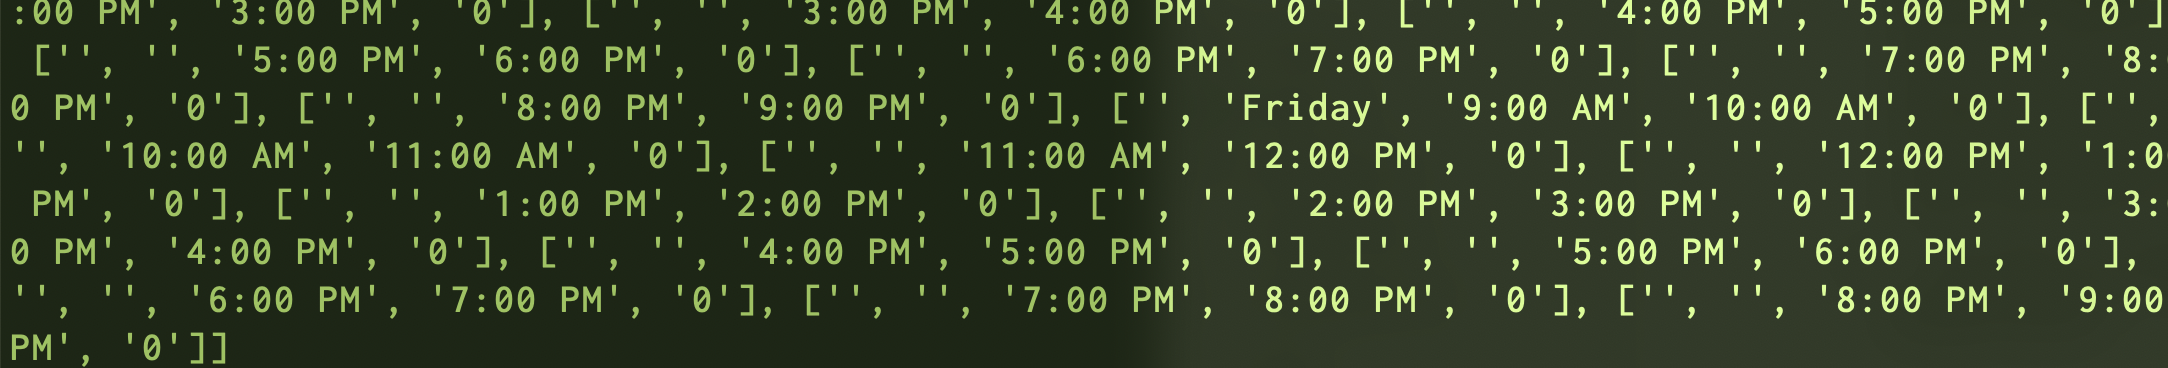 :00 PM', '3:00 PM', '0'], ['', '', '3:00 PM', '4:00 PM', '0'], ['', '', '4:00 PM', '5:00 PM', '0']
['', '', '5:00 PM', '6:00 PM', '0'], ['', '', '6:00 PM', '7:00 PM', '0'], ['', '', '7:00 PM', '8:
0 PM', '0'], ['', '', '8:00 PM', '9:00 PM', '0'], ['', 'Friday', '9:00 AM', '10:00 AM', '0'], ['',
'', '10:00 AM', '11:00 AM', '0'], ['', '', '11:00 AM', '12:00 PM', '0'], ['', '', '12:00 PM', '1:0
PM', '0'], ['', '', '1:00 PM', '2:00 PM', '0'], ['', '', '2:00 PM', '3:00 PM', '0'], ['', '', '3:
0 PM', '4:00 PM', '0'], ['', '', '4:00 PM', '5:00 PM', '0'], ['', '', '5:00 PM', '6:00 PM', '0'],
'', '', '6:00 PM', '7:00 PM', '0'], ['', '', '7:00 PM', '8:00 PM', '0'], ['', '', '8:00 PM', '9:00
PM', '0']]